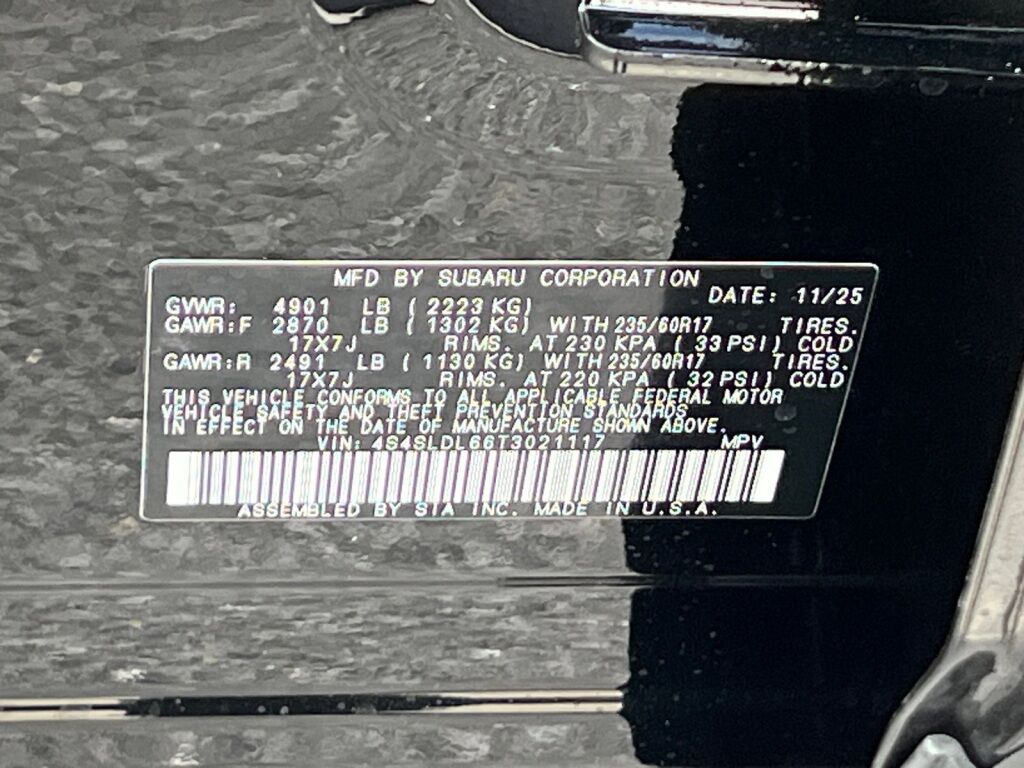 MFD BY SUBARU CORPORATION
DATE: 11/25
GVWR: 4901 LB ( 2223 KG)
GAWR:F 2870 LB ( 1302 KG) WITH 235/60R17 TIRES.
17X7J RIMS. AT 230 KPA ( 33 PSI) COLD
GAWR:R 2491 LB ( 1130 KG) WITH 235/60R17 TIRES.
17X7J RIMS. AT 220 KPA ( 32 PSI) COLD
THIS VEHICLE CONFORMS TO ALL APPLICABLE FEDERAL MOTOR
VEHICLE SAFETY AND THEFT PREVENTION STANDARDS
IN EFFECT ON THE DATE OF MANUFACTURE SHOWN ABOVE.
VIN: 4S4SLDL66T3021117 MPV
ASSEMBLED BY SIA INC. MADE IN U.S.A.